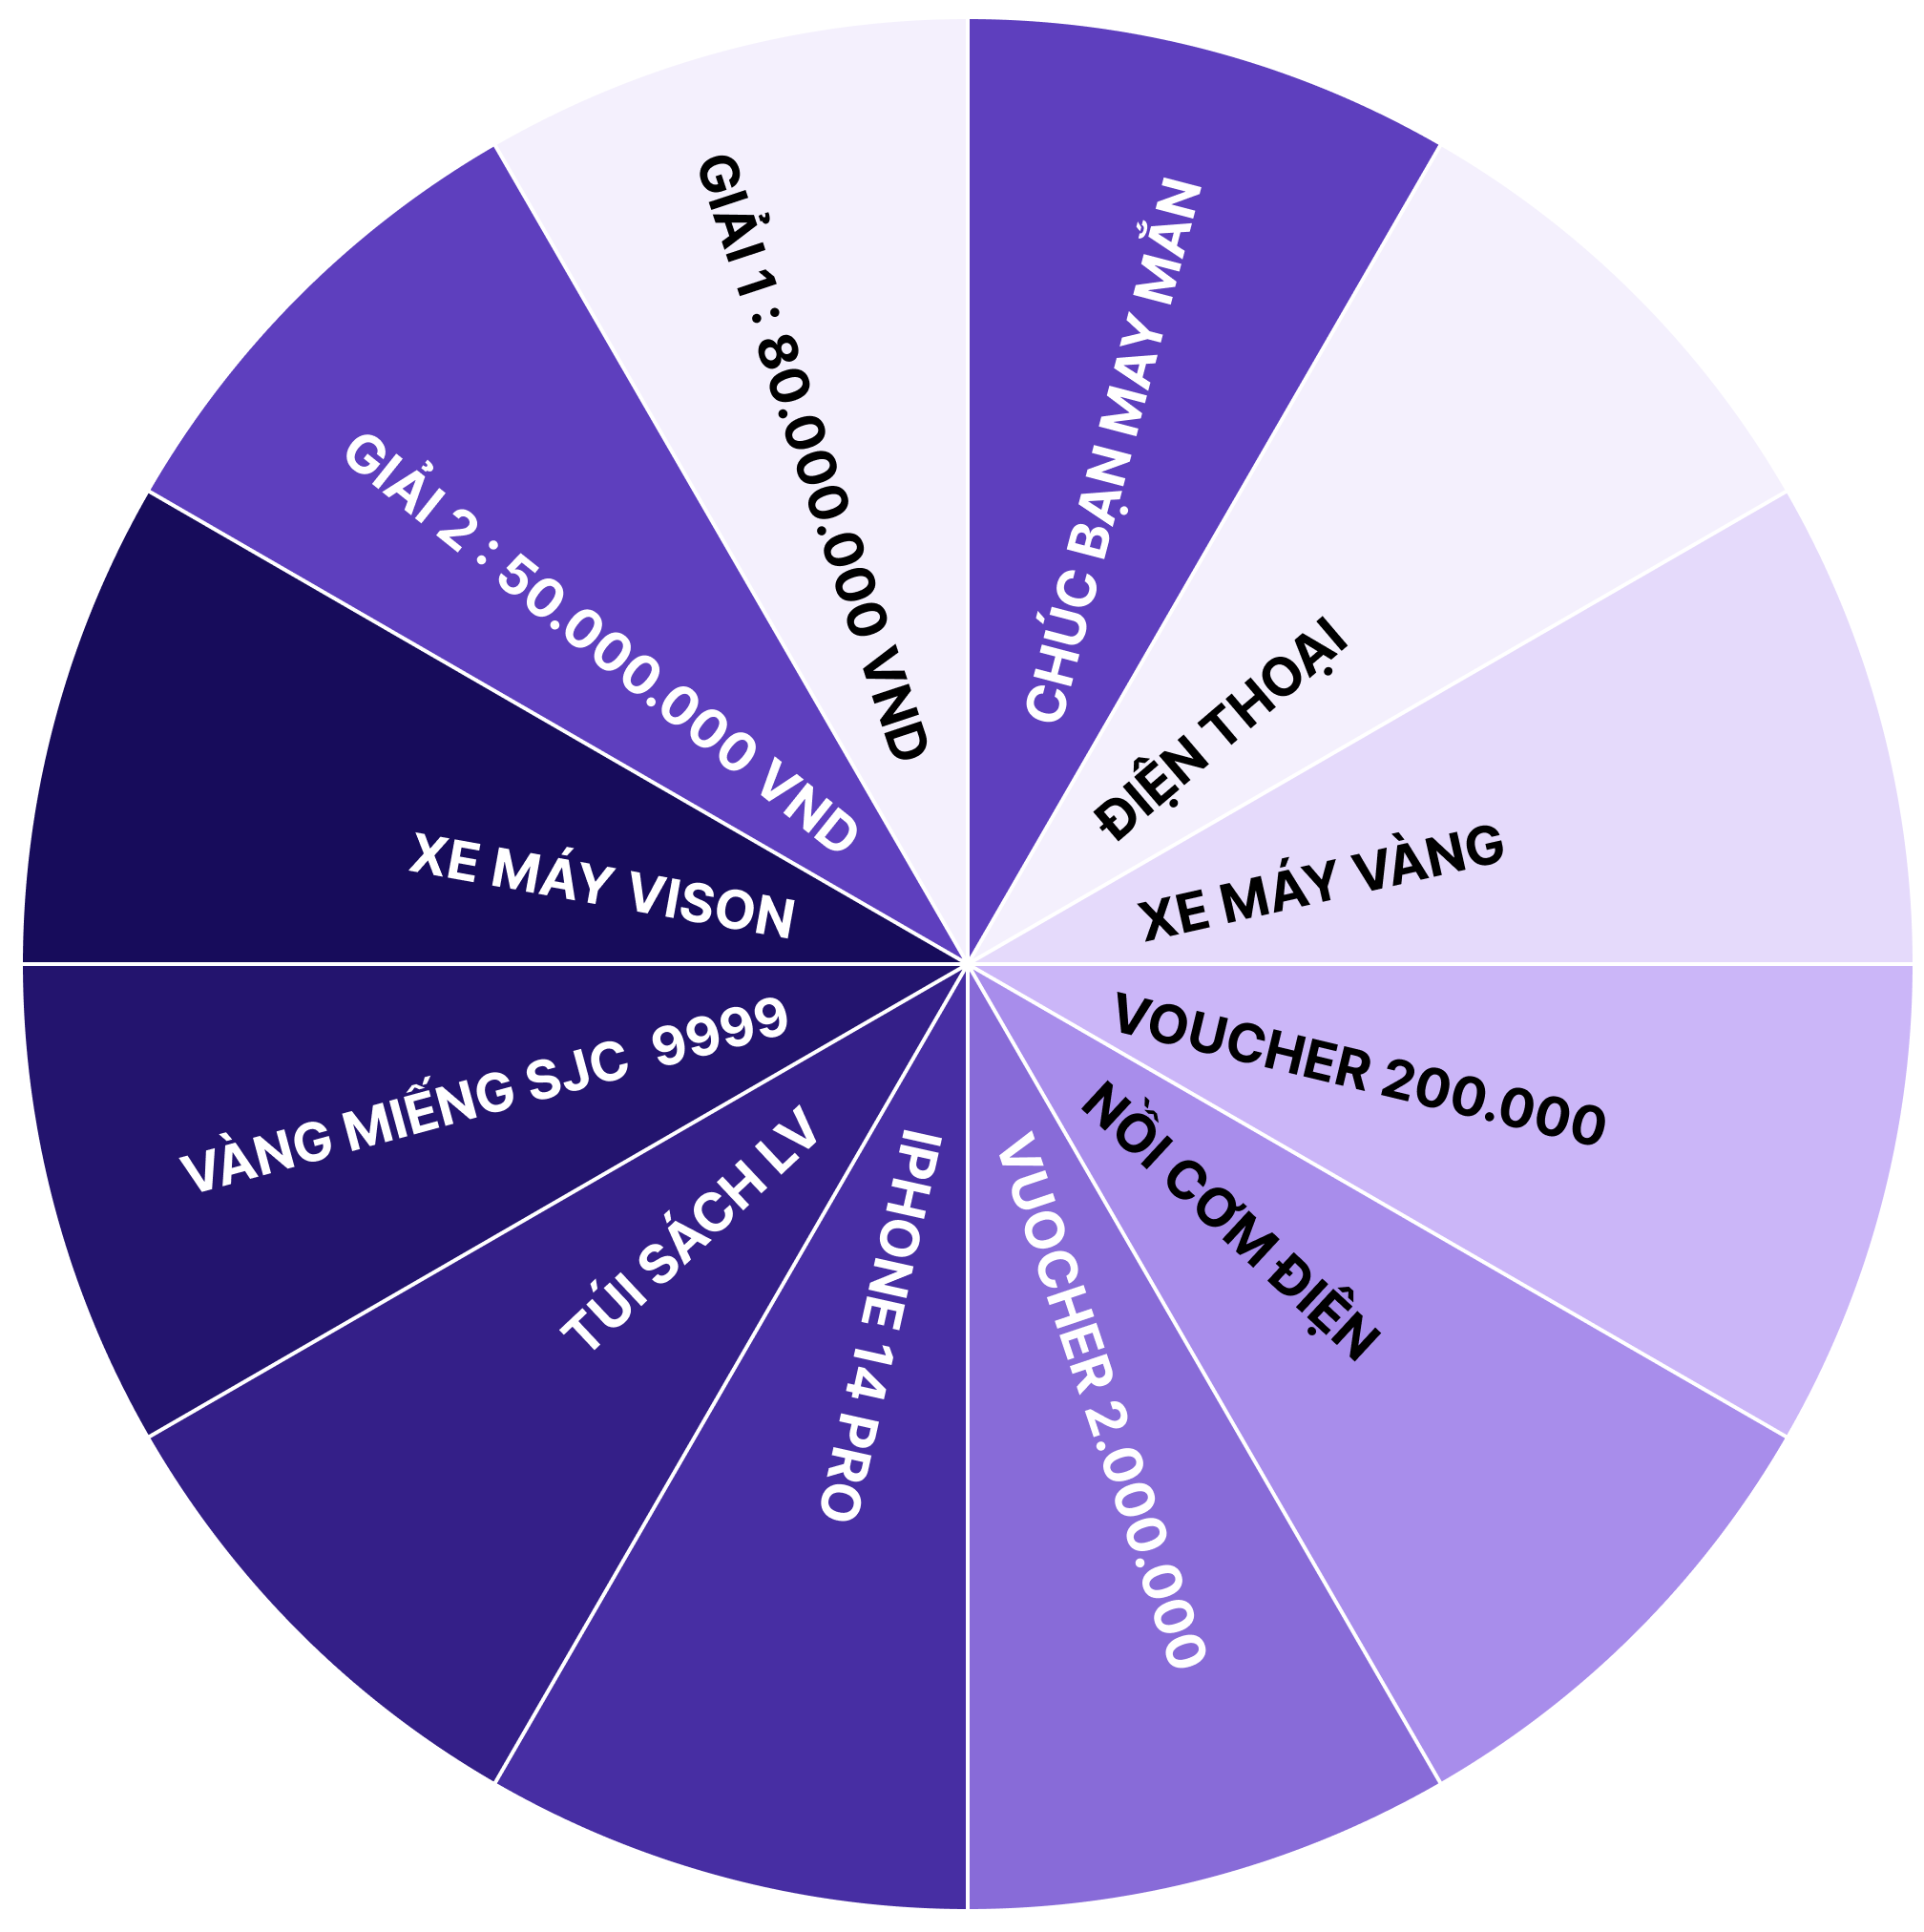 CHÚC BẠN MAY MẮN
ĐIỆN THOẠI
XE MÁY VÀNG
VOUCHER 200.000
NỒI CƠM ĐIỆN
VUOCHER 2.000.000
IPHONE 14 PRO
TÚI SÁCH LV
VÀNG MIẾNG SJC 9999
XE MÁY VISON
GIẢI 2 : 50.000.000 VND
GIẢI 1 : 80.000.000 VND